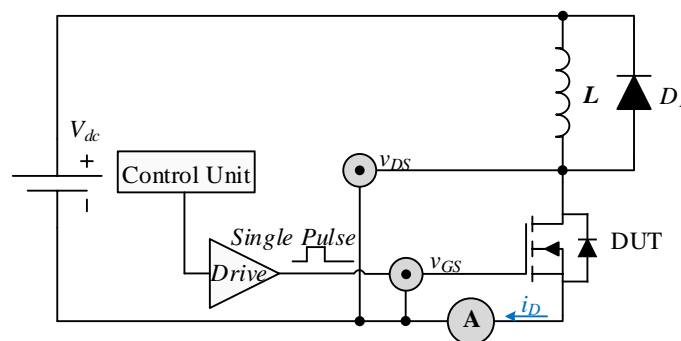 L
V_dc
+
v_DS
Control Unit
Single Pulse
DUT
Drive
v_GS
A
i_D